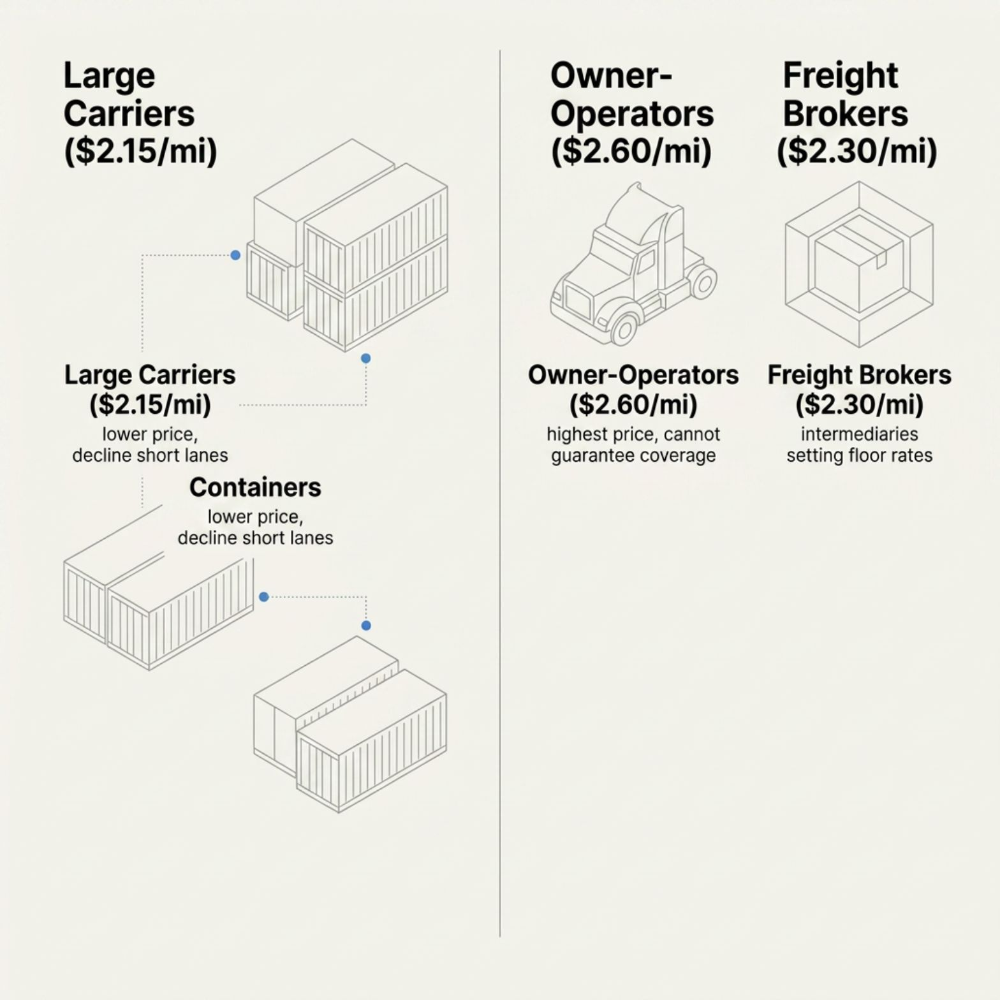 Large
Carriers
($2.15/mi)
Large Carriers
($2.15/mi)
lower price,
decline short lanes
Containers
lower price,
decline short lanes
Owner-
Operators
($2.60/mi)
Owner-Operators
($2.60/mi)
highest price, cannot
guarantee coverage
Freight
Brokers
($2.30/mi)
Freight Brokers
($2.30/mi)
intermediaries
setting floor rates